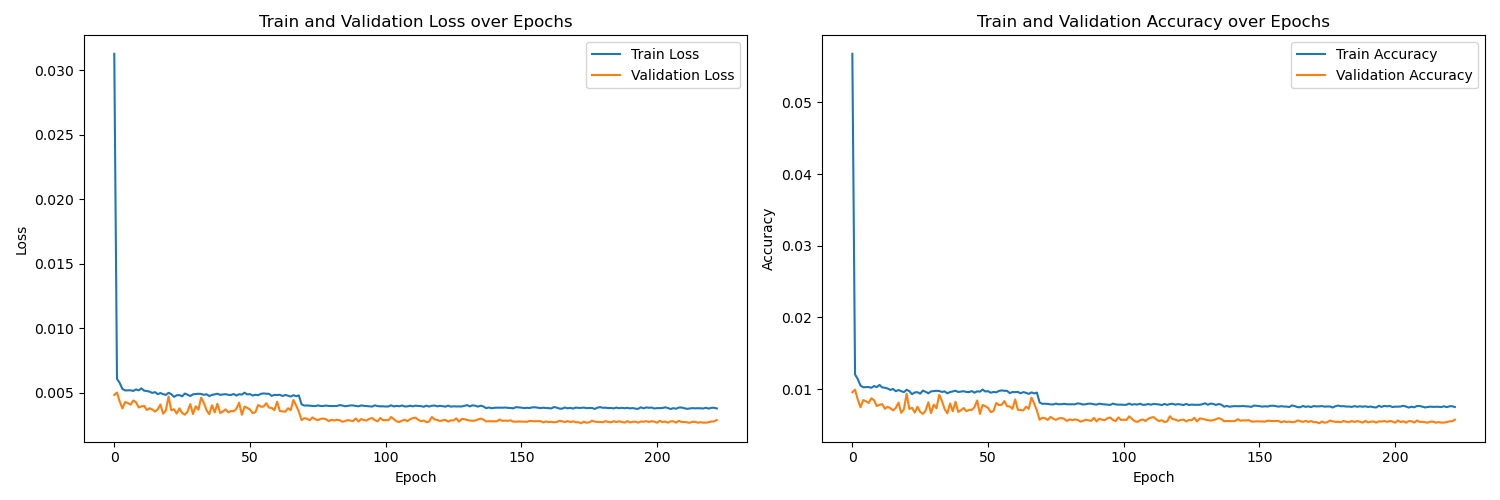 Train and Validation Loss over Epochs
Train Loss
Validation Loss
0.030
0.025
0.020
0.015
0.010
0.005
Loss
0 50 100 150 200
Epoch
Train and Validation Accuracy over Epochs
Train Accuracy
Validation Accuracy
0.05
0.04
0.03
0.02
0.01
Accuracy
0 50 100 150 200
Epoch